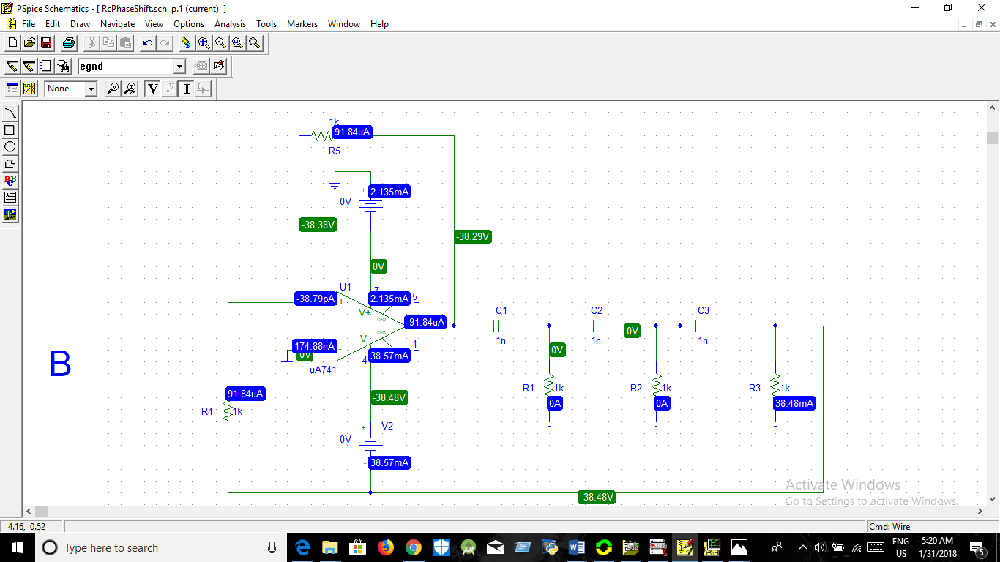 PSpice Schematics - [ RcPhaseShift.sch p.1 (current) ]
File Edit Draw Navigate View Options Analysis Tools Markers Window Help
egnd
None V I
1k
91.84uA
R5
+ 2.135mA
0V
-
-38.38V
-38.29V
0V
U1
7
-38.79pA + 2.135mA 5
V+
OS2
-91.84uA
OS1
V-
174.88nA - 1
0V 4 38.57mA
uA741
C1 C2 C3
0V
1n 1n 1n
0V
B
R1 1k R2 1k R3 1k
0A 0A 38.48mA
91.84uA
R4 1k
-38.48V
+ V2
0V
- 38.57mA
-38.48V
Activate Windows
Go to Settings to activate Windows.
4.16, 0.52 Cmd: Wire
Type here to search
ENG 5:20 AM
US 1/31/2018 5